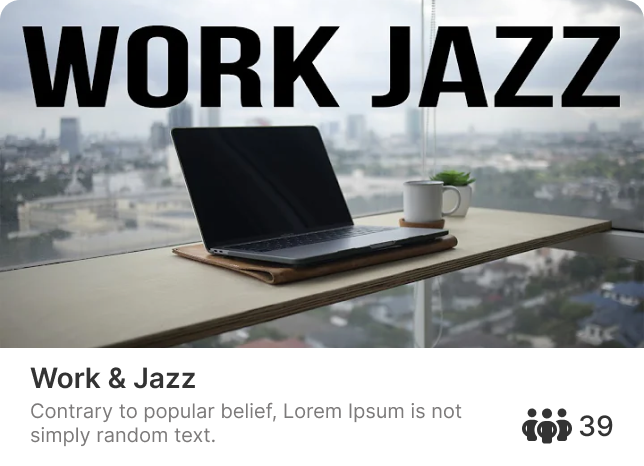 WORK JAZZ
Work & Jazz
Contrary to popular belief, Lorem Ipsum is not
simply random text.
39